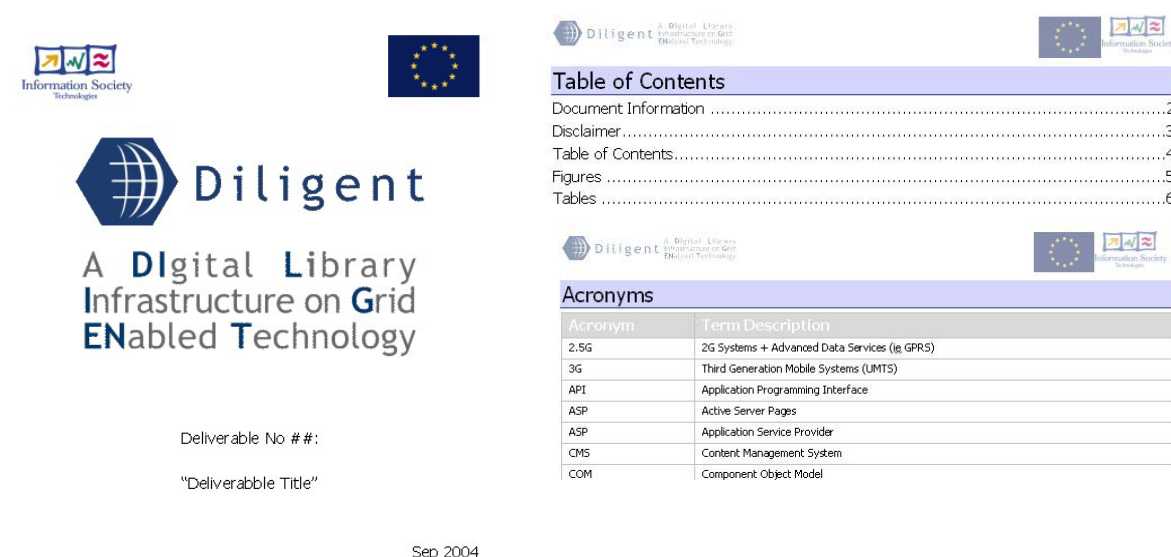 Information Society
Technologies
Diligent
A DIgital Library
Infrastructure on Grid
ENabled Technology
Deliverable No ##:
“Deliverabble Title”
Sep 2004
Diligent
A DIgital Library
Infrastructure on Grid
ENabled Technology
Information Societ
Technologies
Table of Contents
Document Information ........................................................2
Disclaimer........................................................3
Table of Contents........................................................4
Figures ........................................................5
Tables ........................................................6
Diligent
A DIgital Library
Infrastructure on Grid
ENabled Technology
Information Society
Technologies
Acronyms
Acronym Term Description
2.5G 2G Systems + Advanced Data Services (ie GPRS)
3G Third Generation Mobile Systems (UMTS)
API Application Programming Interface
ASP Active Server Pages
ASP Application Service Provider
CMS Content Management System
COM Component Object Model